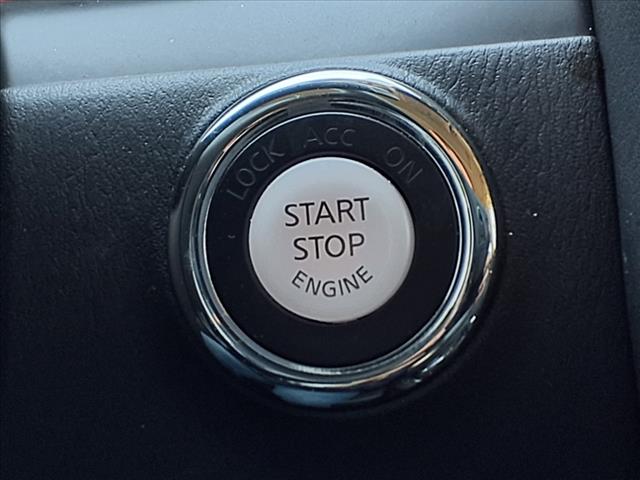 LOCK ACC ON
START
STOP
ENGINE